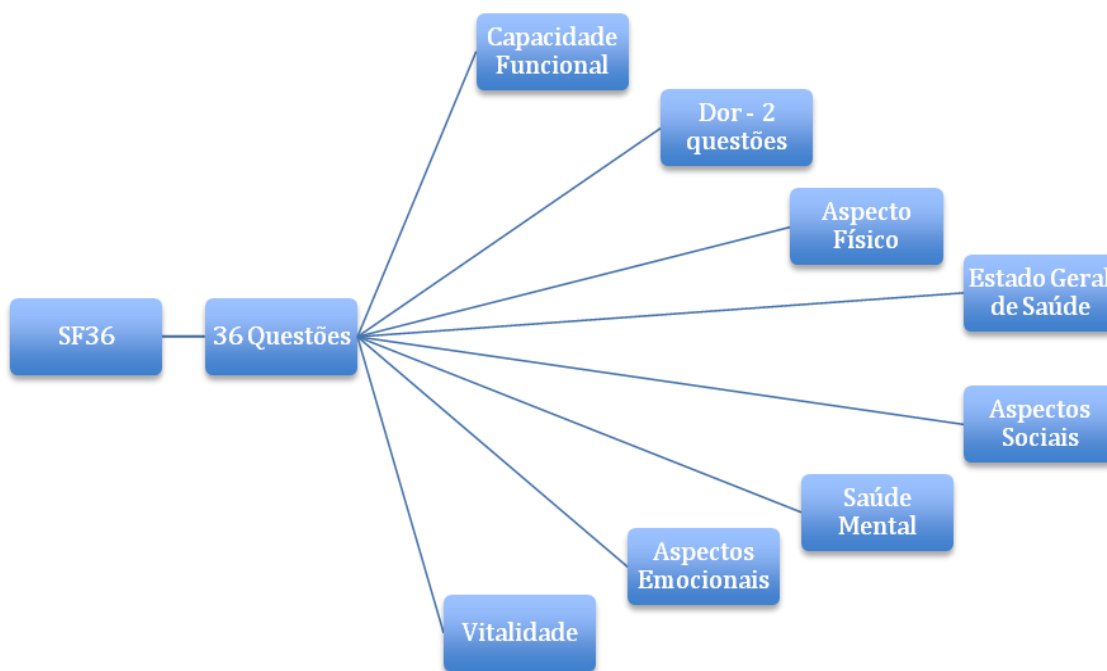 Capacidade
Funcional
Dor - 2
questões
Aspecto
Físico
Estado Geral
de Saúde
SF36
36 Questões
Aspectos
Sociais
Saúde
Mental
Aspectos
Emocionais
Vitalidade